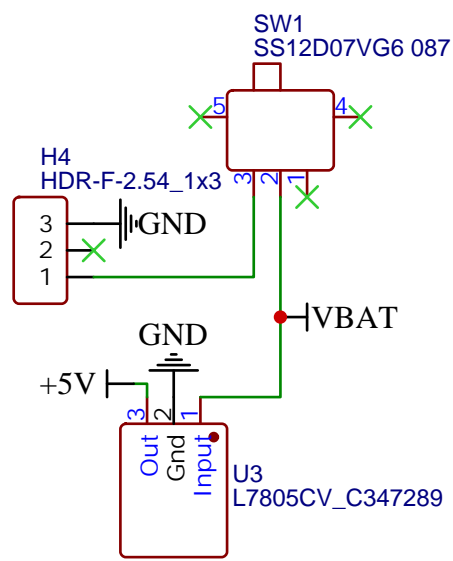 SW1
SS12D07VG6 087
5
4
3
2
1
H4
HDR-F-2.54_1x3
3
GND
2
1
VBAT
GND
+5V
3
2
1
Out
Gnd
Input
U3
L7805CV_C347289